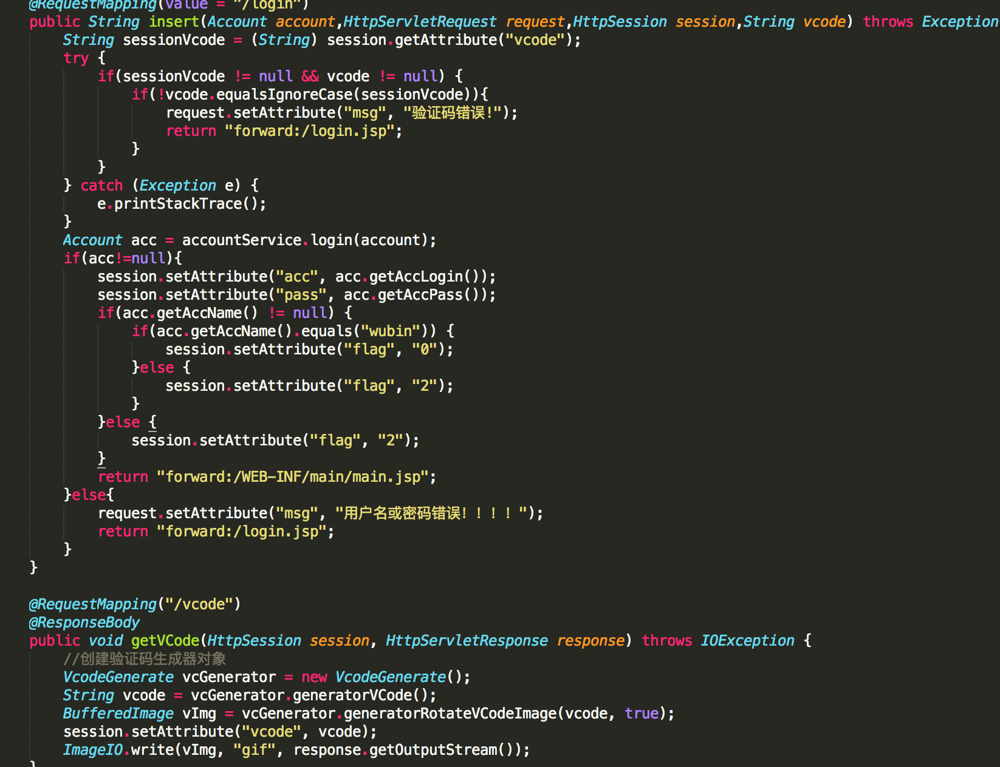 @RequestMapping(value = "/login")
public String insert(Account account,HttpServletRequest request,HttpSession session,String vcode) throws Exception
String sessionVcode = (String) session.getAttribute("vcode");
try {
if(sessionVcode != null && vcode != null) {
if(!vcode.equalsIgnoreCase(sessionVcode)){
request.setAttribute("msg", "验证码错误!");
return "forward:/login.jsp";
}
}
} catch (Exception e) {
e.printStackTrace();
}
Account acc = accountService.login(account);
if(acc!=null){
session.setAttribute("acc", acc.getAccLogin());
session.setAttribute("pass", acc.getAccPass());
if(acc.getAccName() != null) {
if(acc.getAccName().equals("wubin")) {
session.setAttribute("flag", "0");
}else {
session.setAttribute("flag", "2");
}
}else {
session.setAttribute("flag", "2");
}
return "forward:/WEB-INF/main/main.jsp";
}else{
request.setAttribute("msg", "用户名或密码错误！！！！");
return "forward:/login.jsp";
}
}
@RequestMapping("/vcode")
@ResponseBody
public void getVCode(HttpSession session, HttpServletResponse response) throws IOException {
//创建验证码生成器对象
VcodeGenerate vcGenerator = new VcodeGenerate();
String vcode = vcGenerator.generatorVCode();
BufferedImage vImg = vcGenerator.generatorRotateVCodeImage(vcode, true);
session.setAttribute("vcode", vcode);
ImageIO.write(vImg, "gif", response.getOutputStream());
}